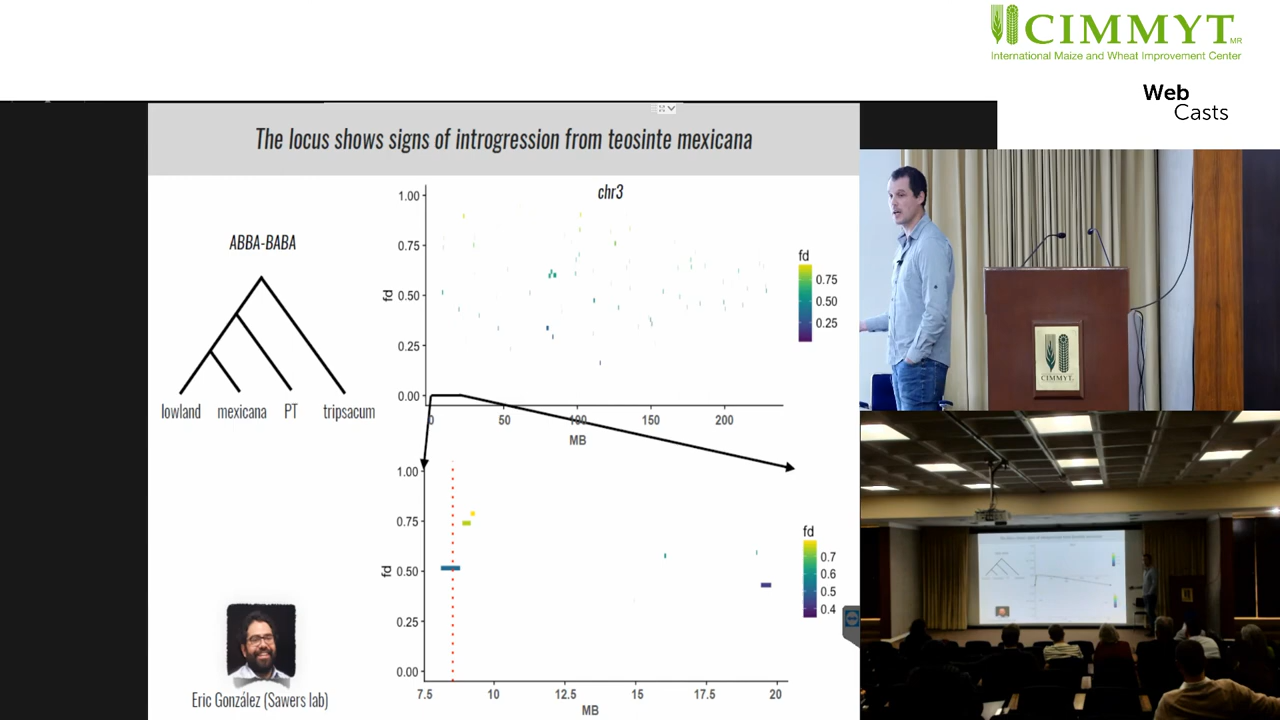 CIMMYT MR
International Maize and Wheat Improvement Center
Web
Casts
The locus shows signs of introgression from teosinte mexicana
ABBA-BABA
lowland mexicana PT tripsacum
chr3
fd
1.00
0.75
0.50
0.25
0.00
0 50 100 150 200
MB
fd
0.75
0.50
0.25
fd
1.00
0.75
0.50
0.25
0.00
7.5 10 12.5 15 17.5 20
MB
fd
0.7
0.6
0.5
0.4
Eric González (Sawers lab)
CIMMYT.